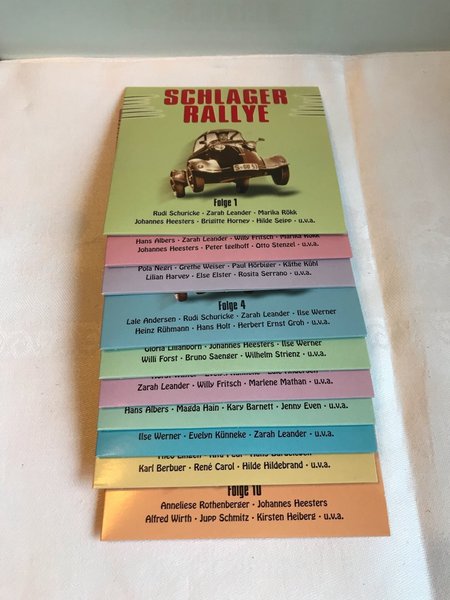 SCHLAGER
RALLYE
Folge 1
Rudi Schuricke · Zarah Leander · Marika Rökk
Johannes Heesters · Brigitte Horney · Hilde Seipp · u.v.a.
Hans Albers · Zarah Leander · Willy Fritsch · Marika Rökk
Johannes Heesters · Peter Igelhoff · Otto Stenzel · u.v.a.
Pola Negri · Grethe Weiser · Paul Hörbiger · Käthe Kühl
Lilian Harvey · Else Elster · Rosita Serrano · u.v.a.
Folge 4
Lale Andersen · Rudi Schuricke · Zarah Leander · Ilse Werner
Heinz Rühmann · Hans Holt · Herbert Ernst Groh · u.v.a.
Gloria Lilienborn · Johannes Heesters · Ilse Werner
Willi Forst · Bruno Saenger · Wilhelm Strienz · u.v.a.
Zarah Leander · Willy Fritsch · Marlene Mathan · u.v.a.
Hans Albers · Magda Hain · Kary Barnett · Jenny Even · u.v.a.
Ilse Werner · Evelyn Künneke · Zarah Leander · u.v.a.
Karl Berbuer · René Carol · Hilde Hildebrand · u.v.a.
Folge 10
Anneliese Rothenberger · Johannes Heesters
Alfred Wirth · Jupp Schmitz · Kirsten Heiberg · u.v.a.